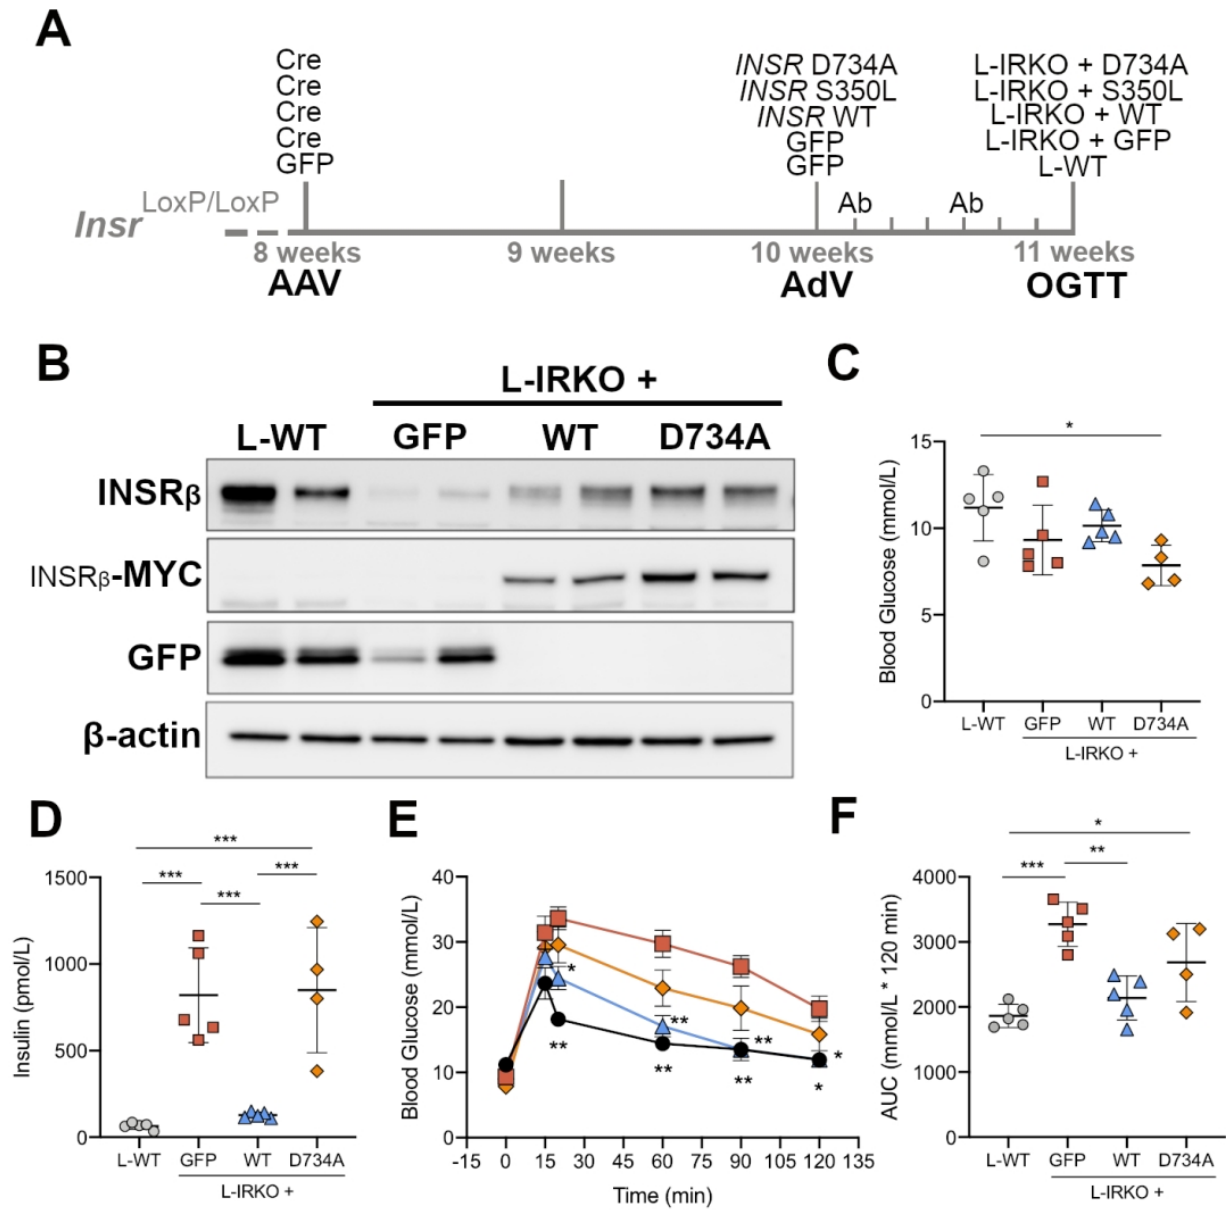 A
Cre
Cre
Cre
Cre
GFP
INSR D734A
INSR S350L
INSR WT
GFP
GFP
L-IRKO + D734A
L-IRKO + S350L
L-IRKO + WT
L-IRKO + GFP
L-WT
Insr LoxP/LoxP
Ab Ab
8 weeks 9 weeks 10 weeks 11 weeks
AAV AdV OGTT
B
L-IRKO +
L-WT GFP WT D734A
INSRβ
INSRβ-MYC
GFP
β-actin
C
*
Blood Glucose (mmol/L)
15
10
5
0
L-WT GFP WT D734A
L-IRKO +
D
***
*** ***
***
Insulin (pmol/L)
1500
1000
500
0
L-WT GFP WT D734A
L-IRKO +
E
Blood Glucose (mmol/L)
40
30
20
10
0
*
**
**
**
**
**
*
*
-15 0 15 30 45 60 75 90 105 120 135
Time (min)
F
*
*** **
AUC (mmol/L * 120 min)
4000
3000
2000
1000
0
L-WT GFP WT D734A
L-IRKO +